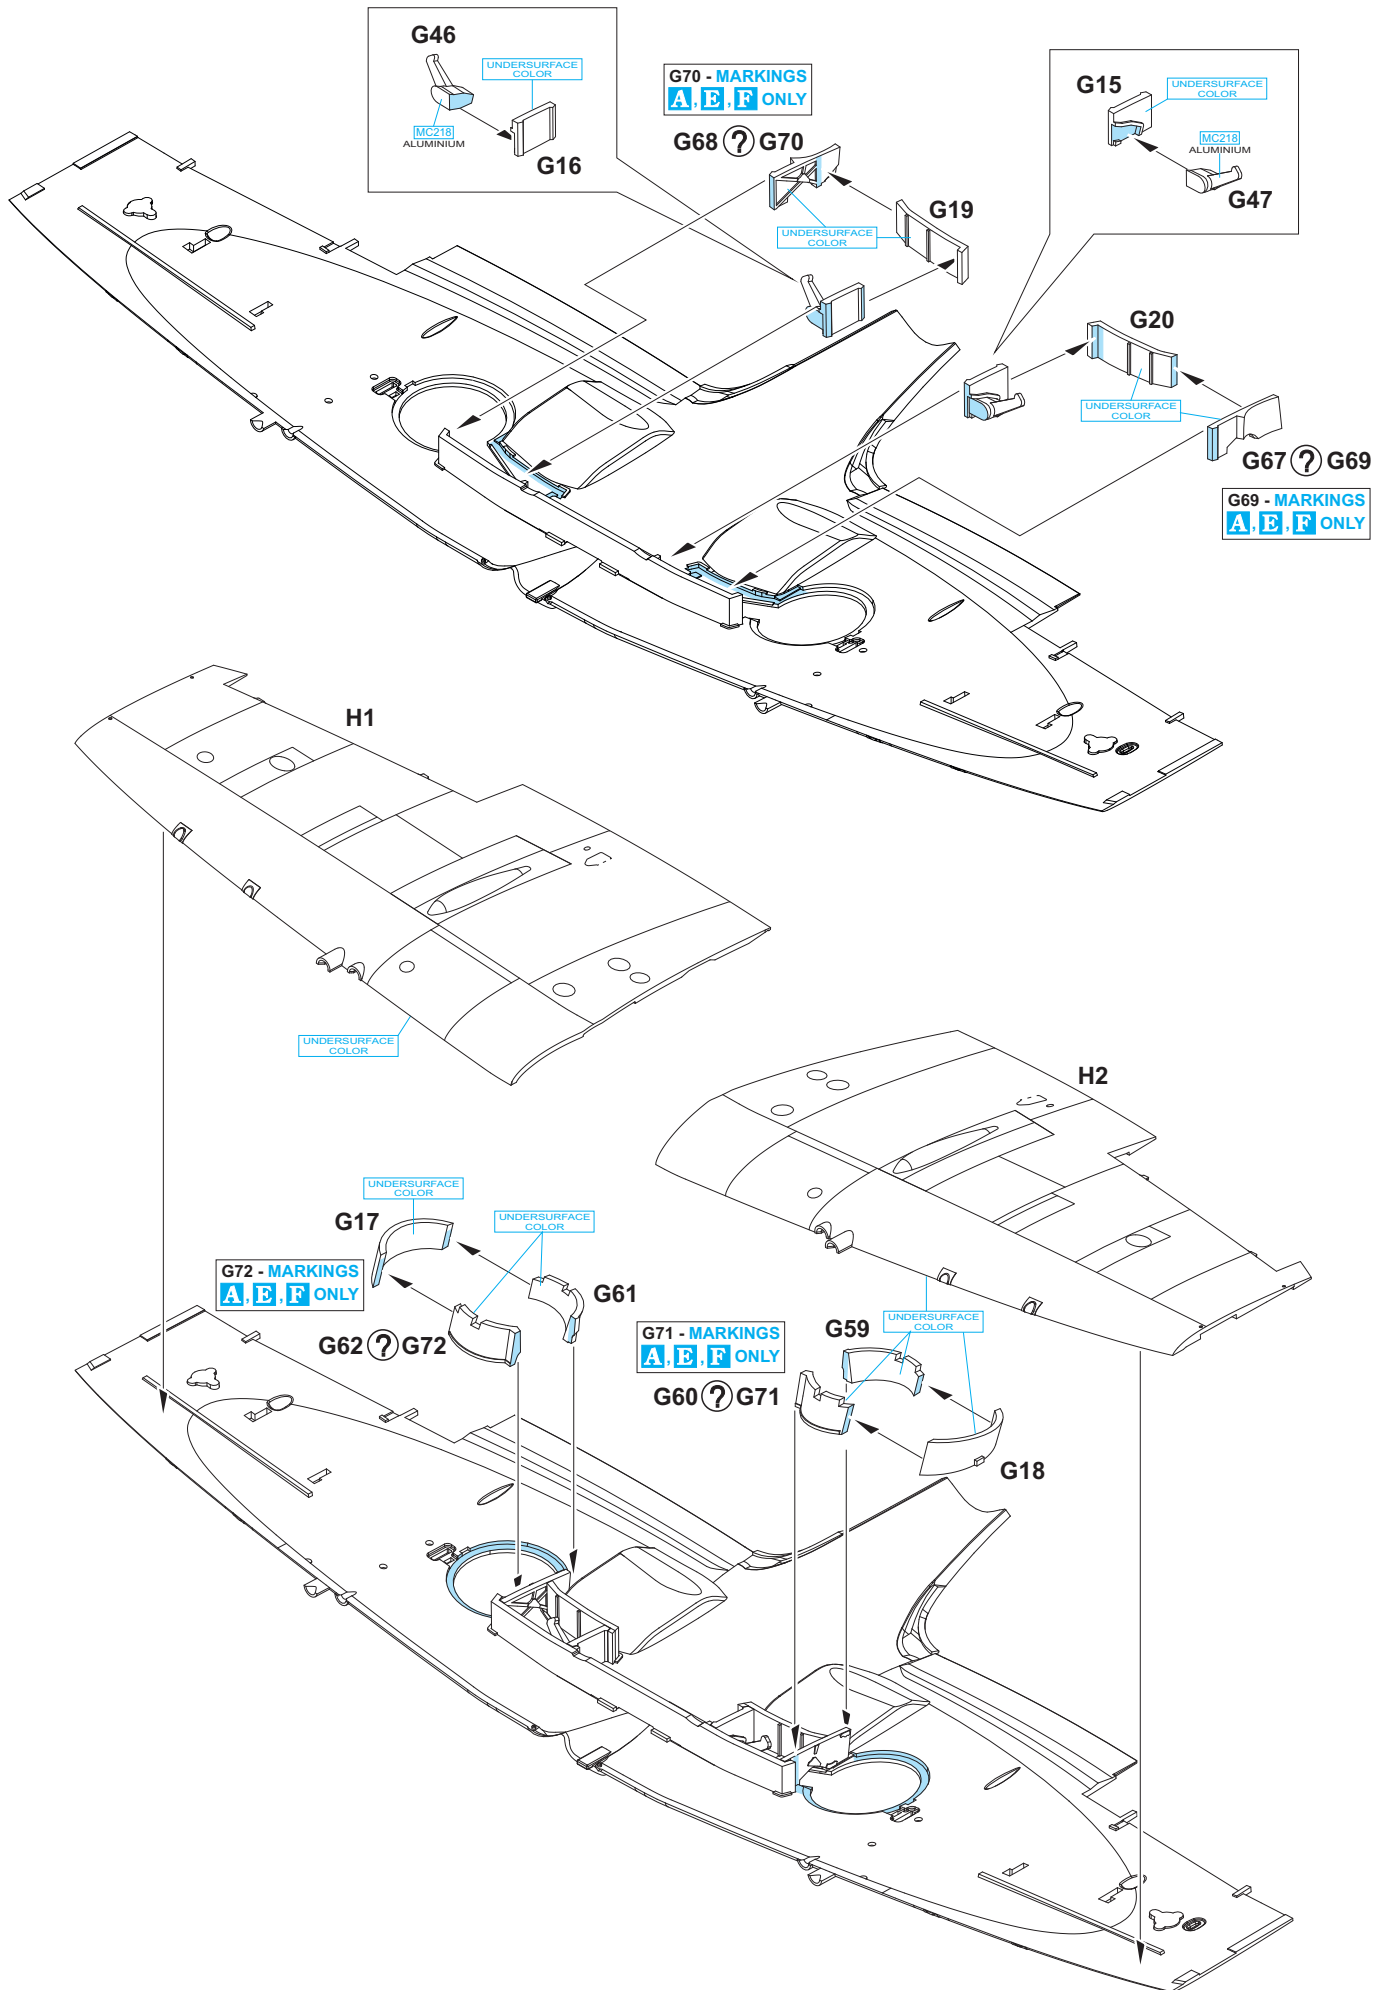 G46
UNDERSURFACE
COLOR
MC218
ALUMINIUM
G16
G70 - MARKINGS
A, E, F ONLY
G68 ? G70
G19
UNDERSURFACE
COLOR
G15
UNDERSURFACE
COLOR
MC218
ALUMINIUM
G47
G20
UNDERSURFACE
COLOR
G67 ? G69
G69 - MARKINGS
A, E, F ONLY
H1
UNDERSURFACE
COLOR
H2
UNDERSURFACE
COLOR
G17
UNDERSURFACE
COLOR
G72 - MARKINGS
A, E, F ONLY
G61
G62 ? G72
G71 - MARKINGS
A, E, F ONLY
G59
UNDERSURFACE
COLOR
G60 ? G71
G18